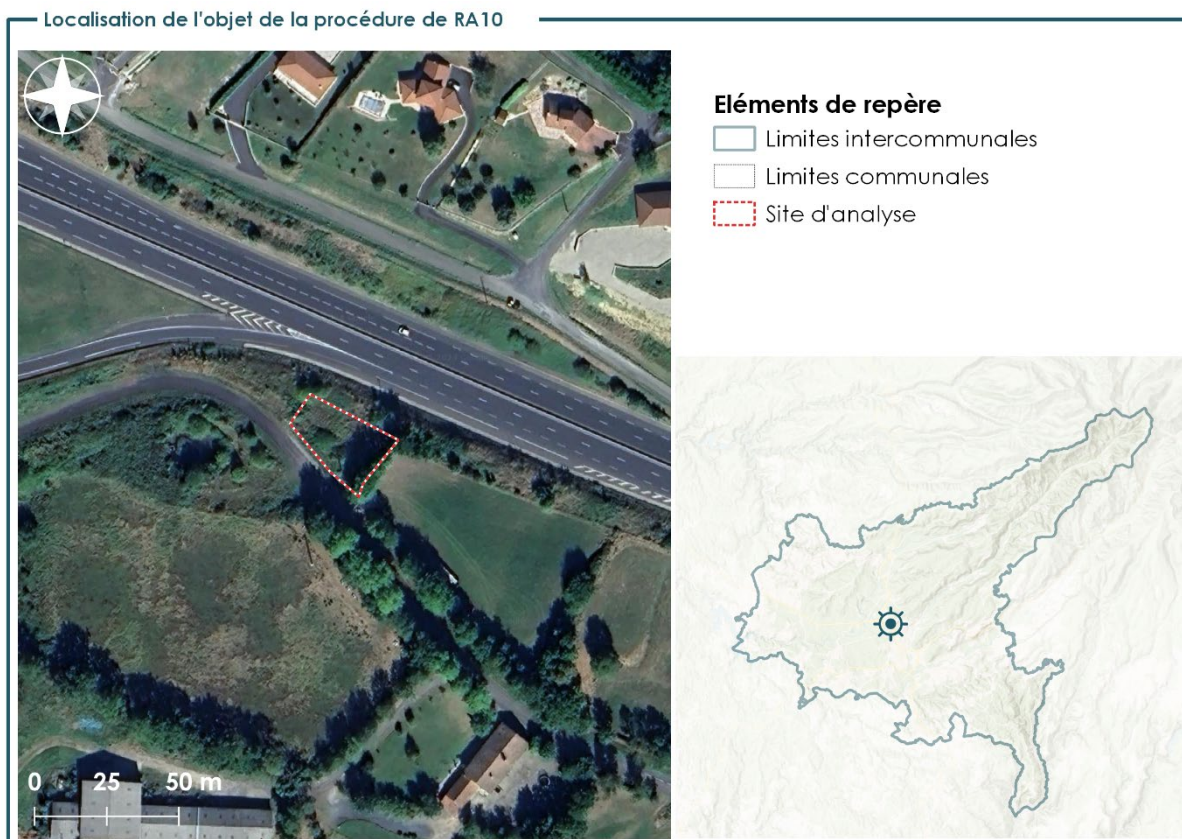 Localisation de l'objet de la procédure de RA10
Eléments de repère
Limites intercommunales
Limites communales
Site d'analyse
0 25 50 m